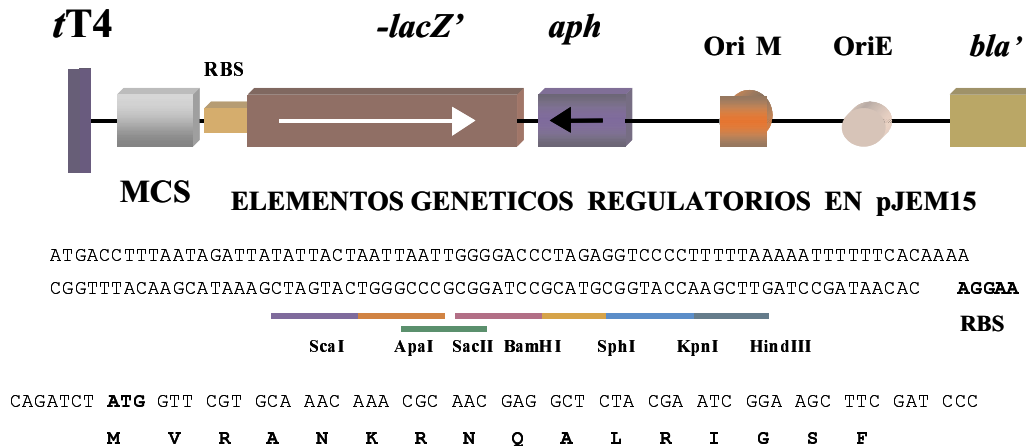 tT4 -lacZ' aph Ori M OriE bla'
RBS
MCS
ELEMENTOS GENETICOS REGULATORIOS EN pJEM15
ATGACCTTTAATAGATTATATTACTAATTAATTGGGGACCCTAGAGGTCCCCTTTTTTAAAAATTTTTTCACAAAA
CGGTTTACAAGCATAAAGCTAGTACTGGGCCCGCGGATCCGCATGCGGTACCAAGCTTGATCCGATAACAC AGGAA
RBS
ScaI ApaI SacII BamHI SphI KpnI HindIII
CAGATCT ATG GTT CGT GCA AAC AAA CGC AAC GAG GCT CTA CGA ATC GGA AGC TTC GAT CCC
M V R A N K R N Q A L R I G S F